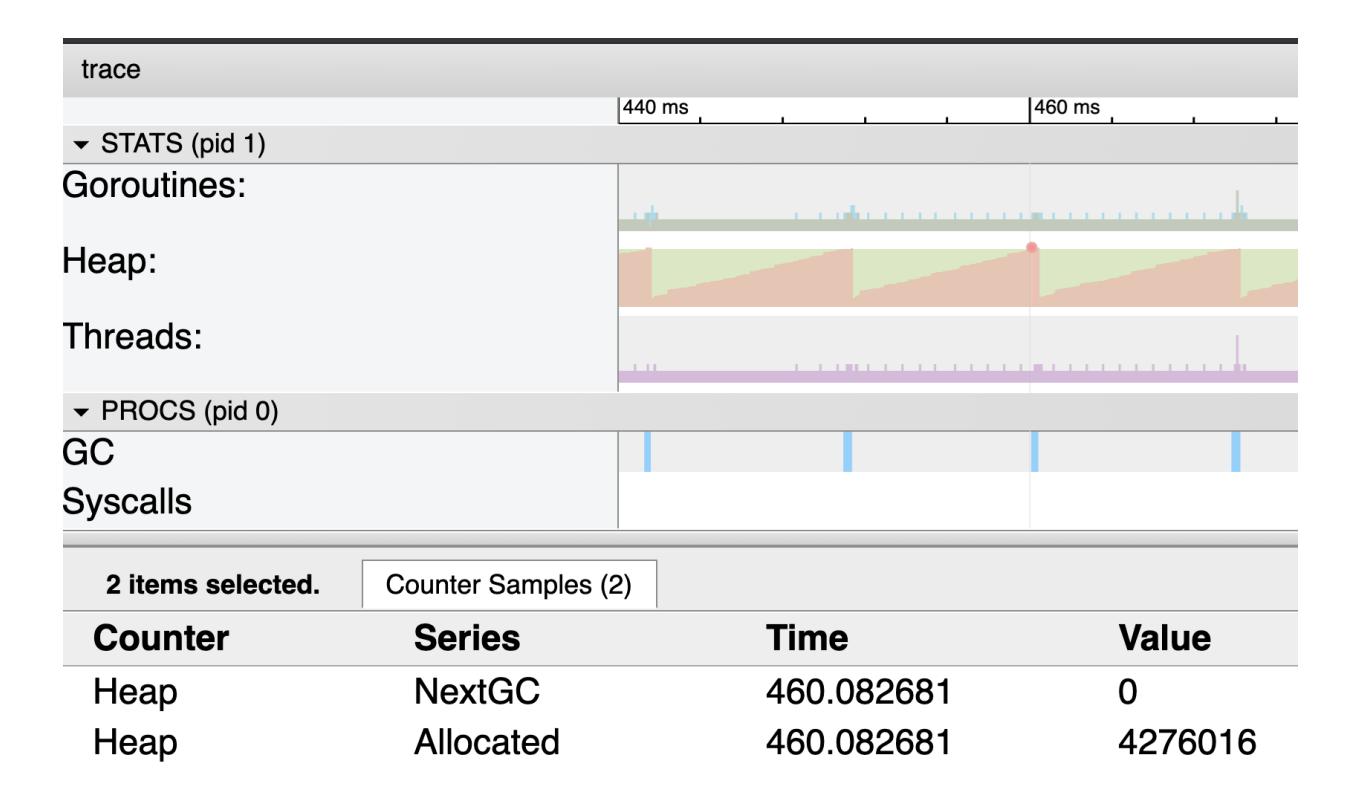 trace
440 ms 460 ms
STATS (pid 1)
Goroutines:
Heap:
Threads:
PROCS (pid 0)
GC
Syscalls
2 items selected. Counter Samples (2)
Counter Series Time Value
Heap NextGC 460.082681 0
Heap Allocated 460.082681 4276016